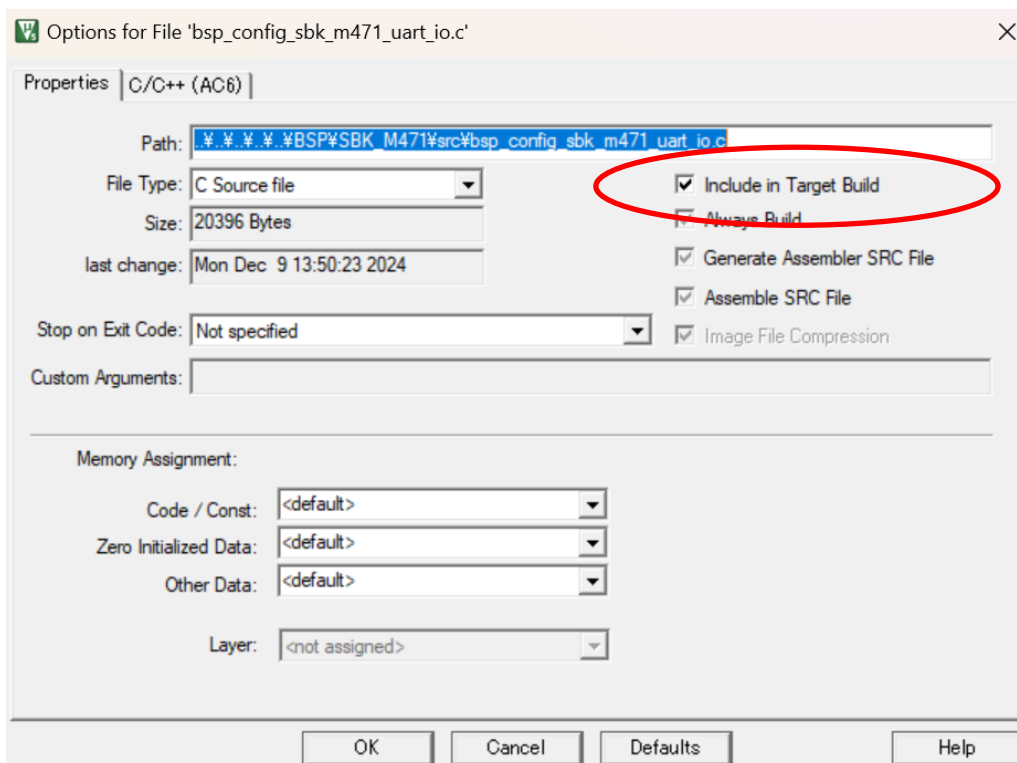 Options for File 'bsp_config_sbk_m471_uart_io.c'
Properties C/C++ (AC6)
Path: ..¥..¥..¥..¥..¥BSP¥SBK_M471¥src¥bsp_config_sbk_m471_uart_io.c
File Type: C Source file Include in Target Build
Size: 20396 Bytes Always Build
last change: Mon Dec 9 13:50:23 2024 Generate Assembler SRC File
Assemble SRC File
Stop on Exit Code: Not specified Image File Compression
Custom Arguments:
Memory Assignment:
Code / Const: <default>
Zero Initialized Data: <default>
Other Data: <default>
Layer: <not assigned>
OK Cancel Defaults Help